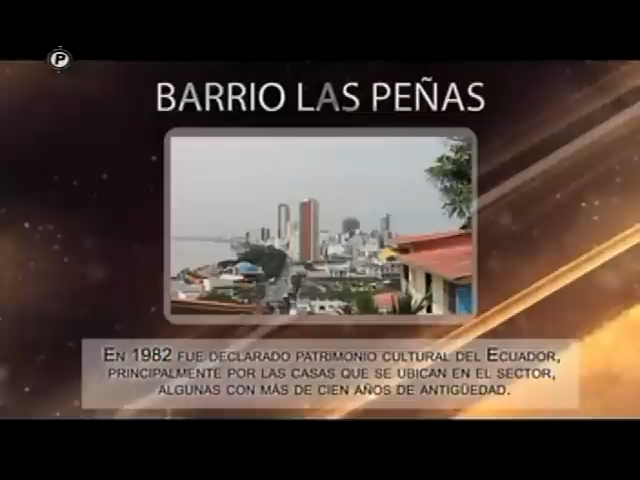 P
BARRIO LAS PEÑAS
EN 1982 FUE DECLARADO PATRIMONIO CULTURAL DEL ECUADOR,
PRINCIPALMENTE POR LAS CASAS QUE SE UBICAN EN EL SECTOR,
ALGUNAS CON MÁS DE CIEN AÑOS DE ANTIGÜEDAD.